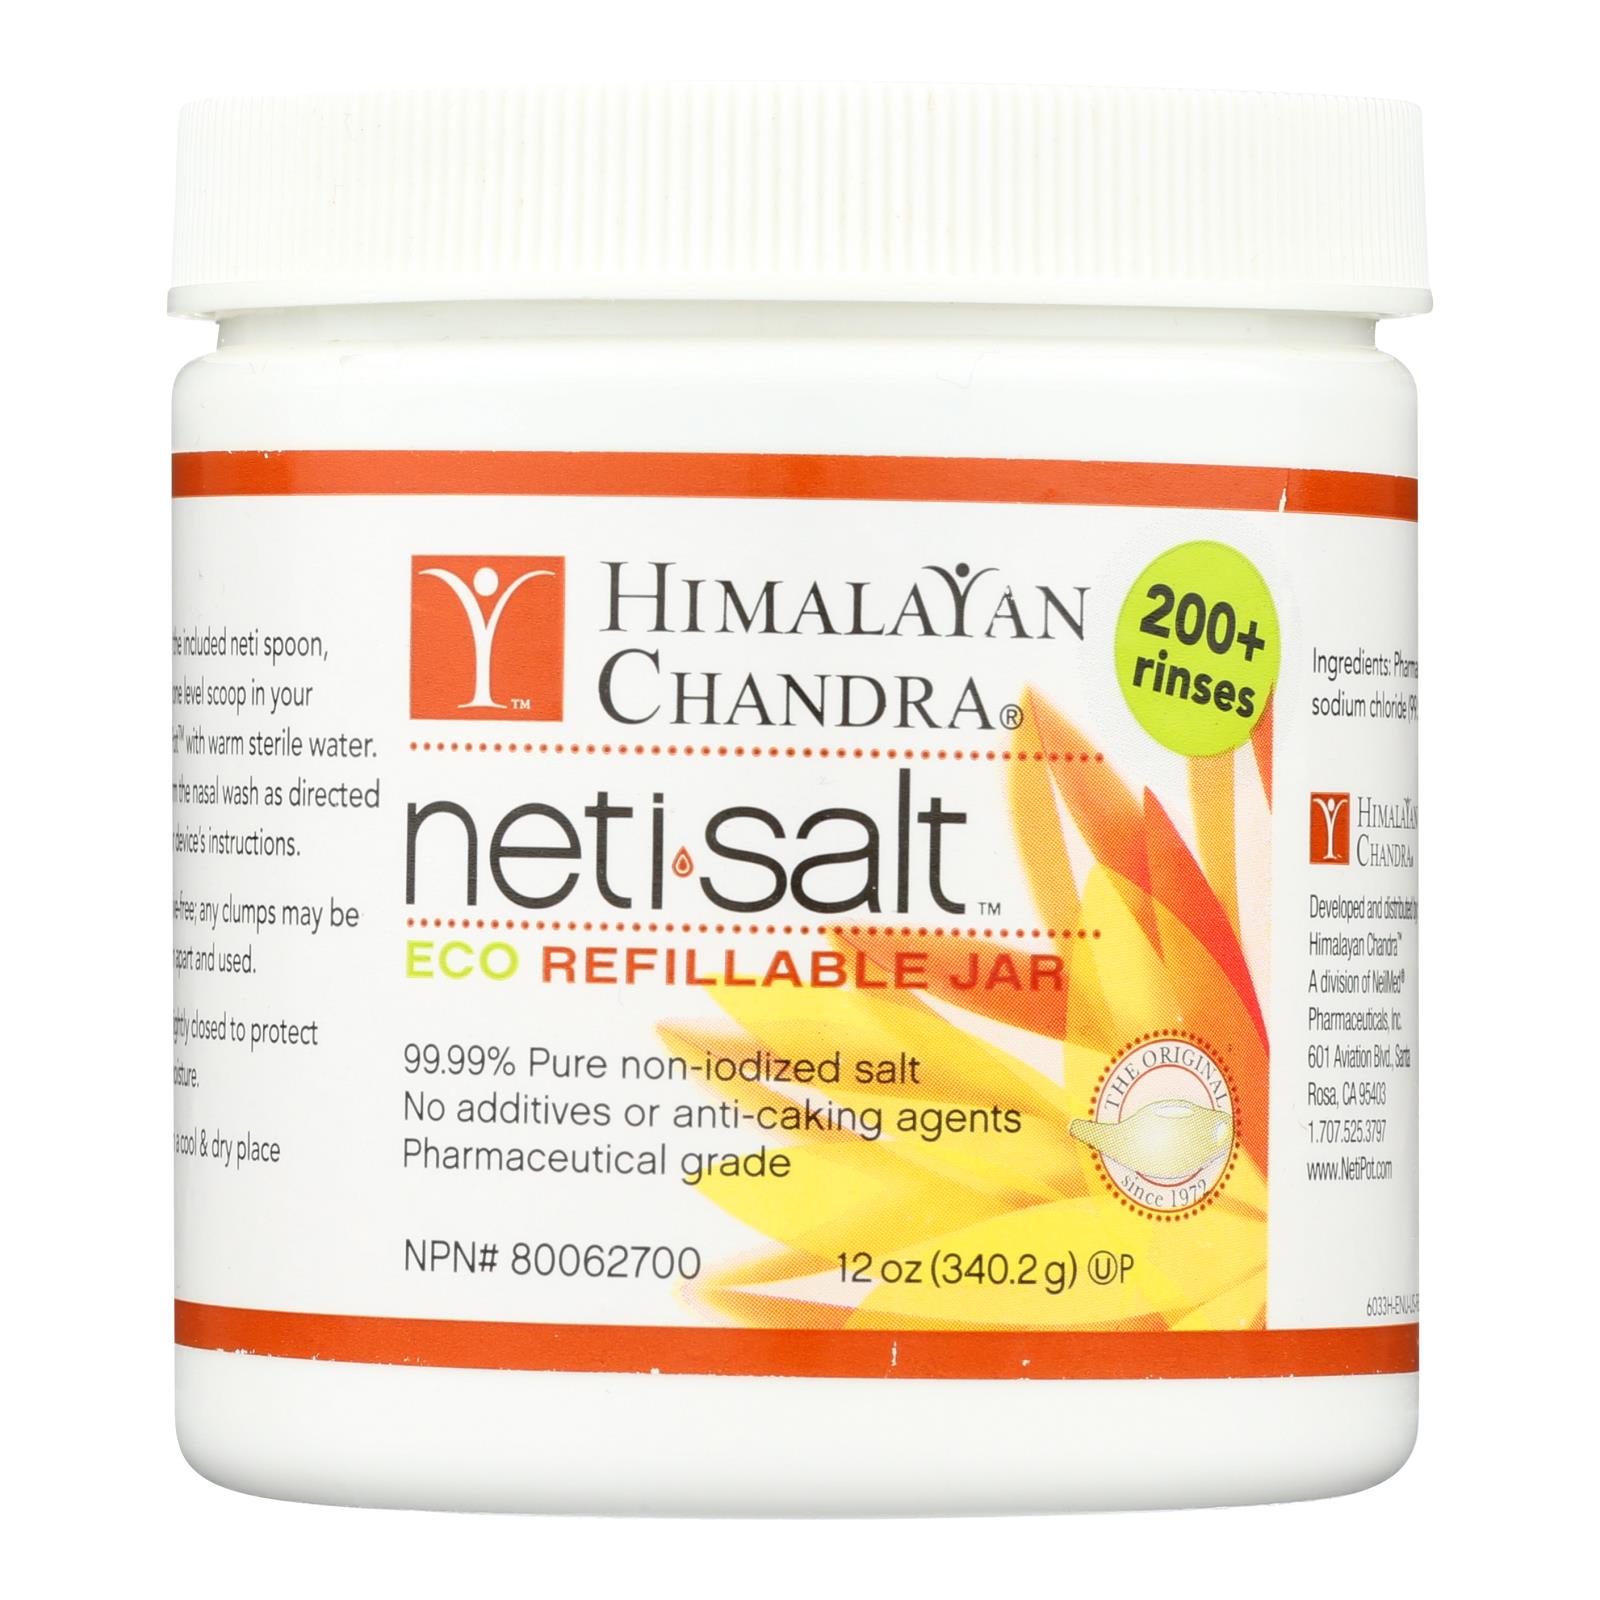 the included neti spoon,
one level scoop in your
with warm sterile water.
the nasal wash as directed
device's instructions.
any clumps may be
apart and used.
closed to protect
a cool & dry place
HIMALAYAN
CHANDRA®
TM
200+
rinses
neti·salt™
ECO REFILLABLE JAR
99.99% Pure non-iodized salt
No additives or anti-caking agents
Pharmaceutical grade
THE ORIGINAL
since 1972
NPN# 80062700
12 oz (340.2 g) ⓊP
Ingredients:
sodium chloride
HIMALAYAN
CHANDRA®
Developed and distributed by
Himalayan Chandra™
A division of NeilMed®
Pharmaceuticals, Inc.
601 Aviation Blvd., Santa
Rosa, CA 95403
1.707.525.3797
www.NetiPot.com